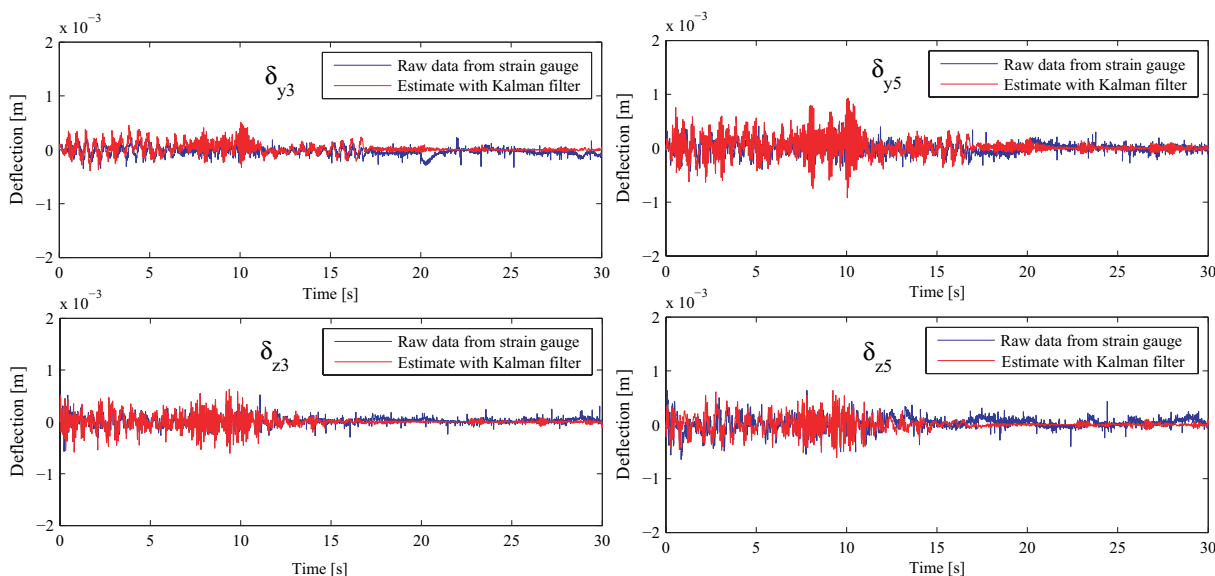 x 10⁻³
2
1
0
−1
−2
Deflection [m]
δy3
Raw data from strain gauge
Estimate with Kalman filter
0 5 10 15 20 25 30
Time [s]
x 10⁻³
2
1
0
−1
−2
Deflection [m]
δy5
Raw data from strain gauge
Estimate with Kalman filter
0 5 10 15 20 25 30
Time [s]
x 10⁻³
2
1
0
−1
−2
Deflection [m]
δz3
Raw data from strain gauge
Estimate with Kalman filter
0 5 10 15 20 25 30
Time [s]
x 10⁻³
2
1
0
−1
−2
Deflection [m]
δz5
Raw data from strain gauge
Estimate with Kalman filter
0 5 10 15 20 25 30
Time [s]